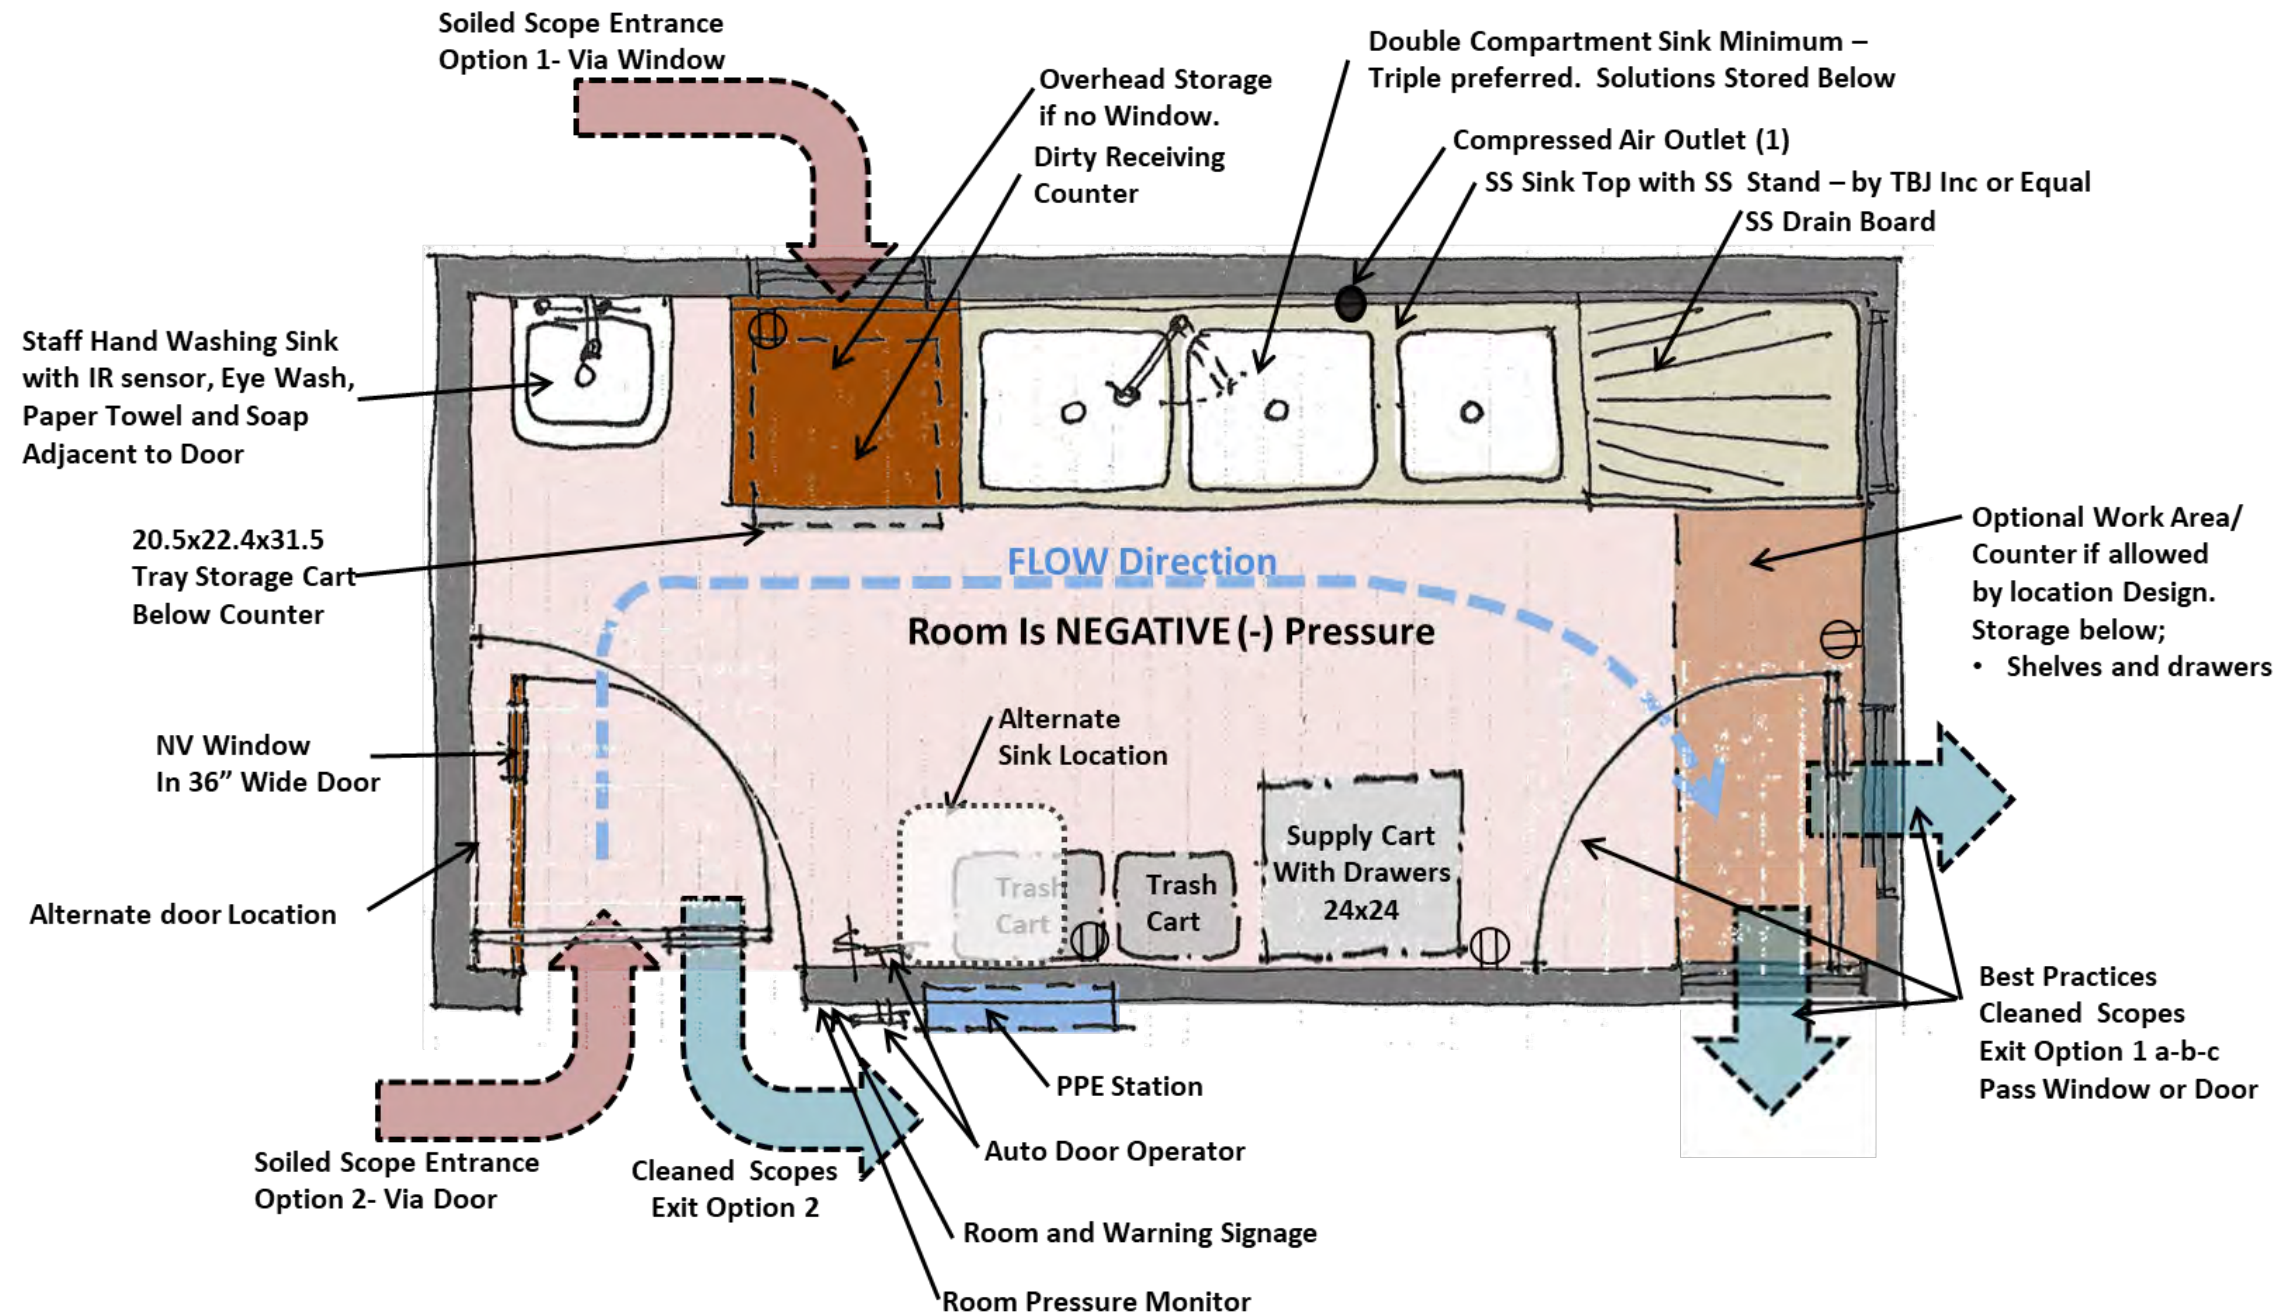 Soiled Scope Entrance
Option 1- Via Window
Overhead Storage
if no Window.
Dirty Receiving
Counter
Double Compartment Sink Minimum –
Triple preferred.  Solutions Stored Below
Compressed Air Outlet (1)
SS Sink Top with SS  Stand – by TBJ Inc or Equal
SS Drain Board
Staff Hand Washing Sink
with IR sensor, Eye Wash,
Paper Towel and Soap
Adjacent to Door
20.5x22.4x31.5
Tray Storage Cart
Below Counter
FLOW Direction
Room Is NEGATIVE (-) Pressure
Optional Work Area/
Counter if allowed
by location Design.
Storage below;
• Shelves and drawers
NV Window
In 36” Wide Door
Alternate
Sink Location
Alternate door Location
Trash
Cart
Trash
Cart
Supply Cart
With Drawers
24x24
Best Practices
Cleaned  Scopes
Exit Option 1 a-b-c
Pass Window or Door
PPE Station
Auto Door Operator
Soiled Scope Entrance
Option 2- Via Door
Cleaned  Scopes
Exit Option 2
Room and Warning Signage
Room Pressure Monitor